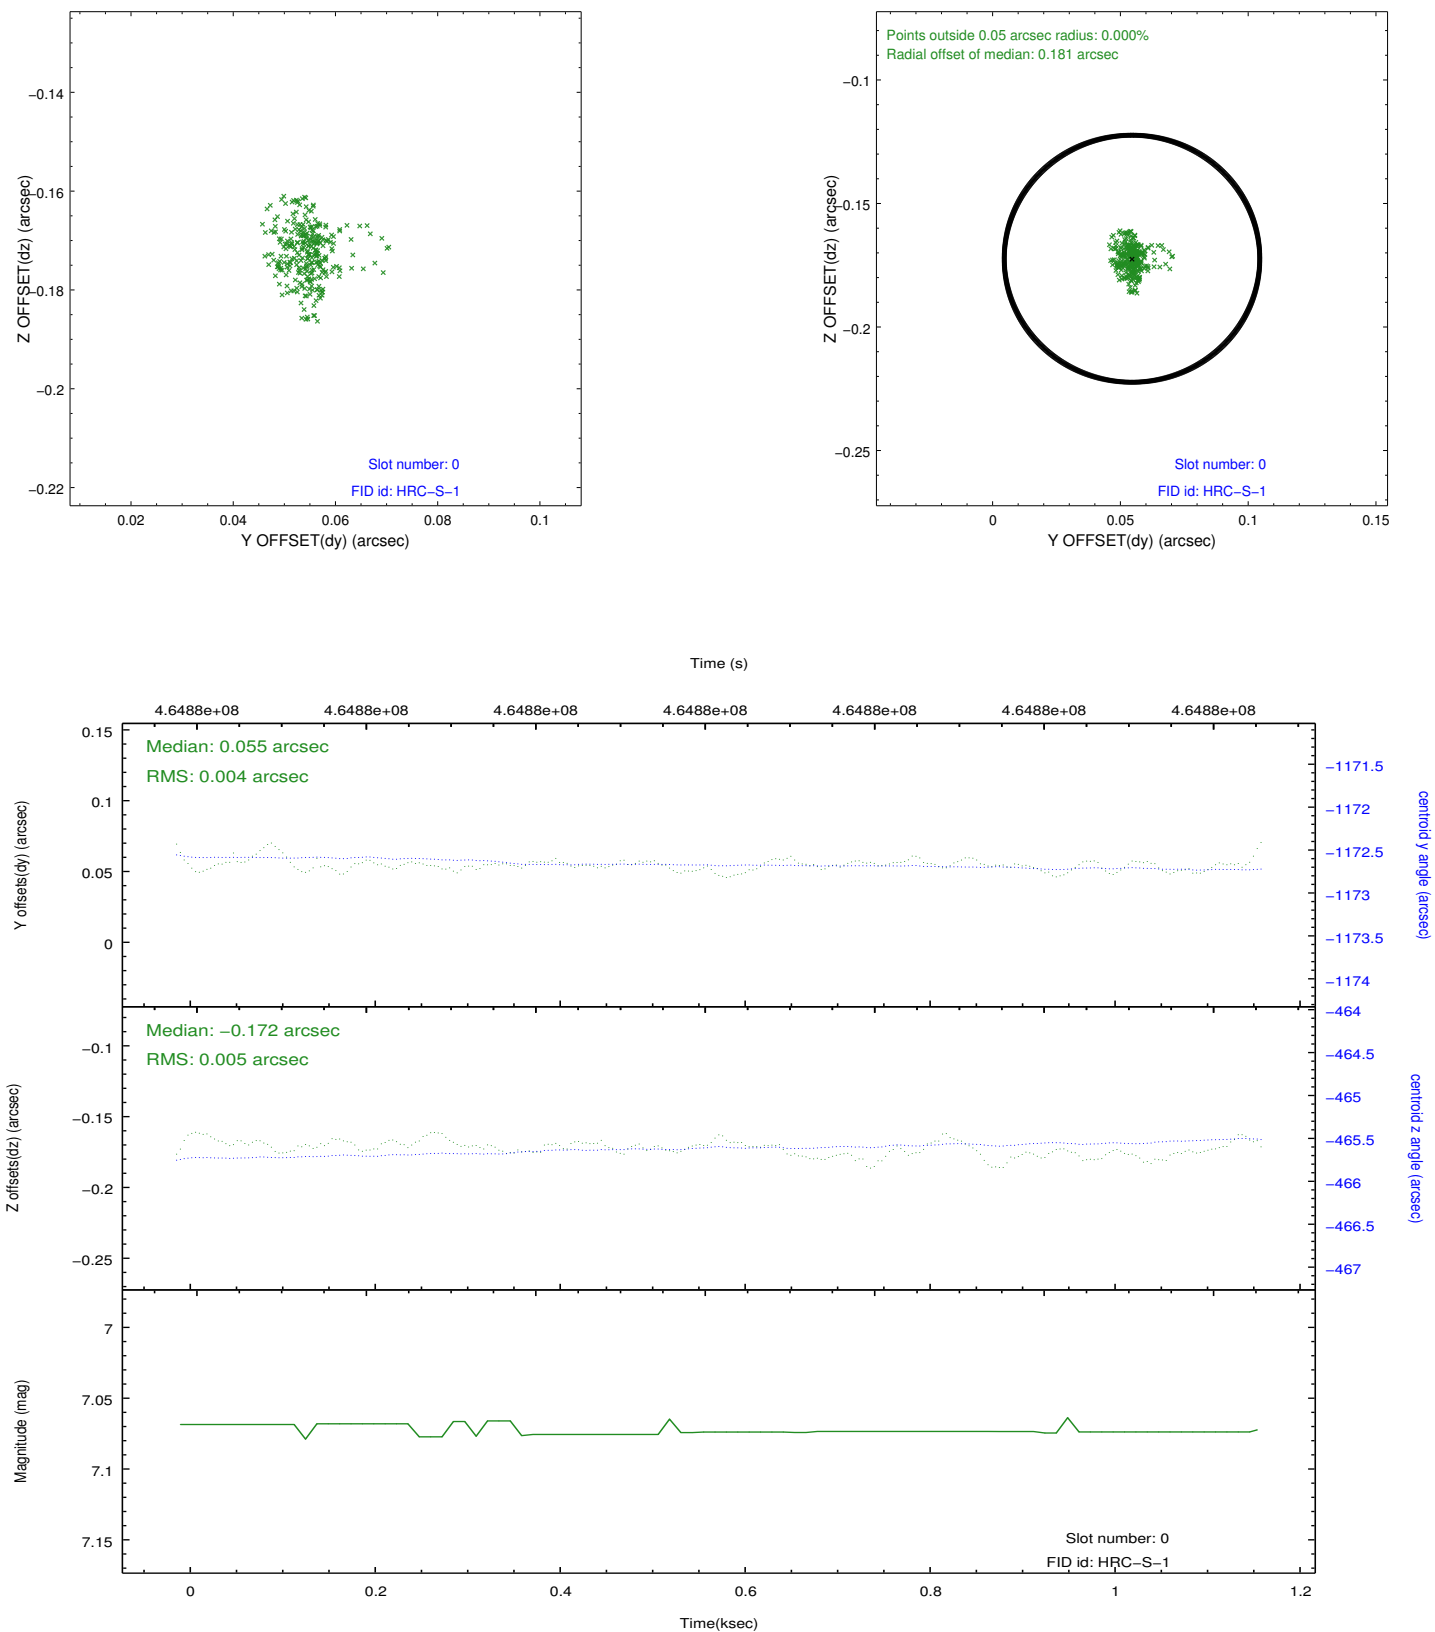 −0.14
−0.16
−0.18
−0.2
−0.22
Z OFFSET(dz) (arcsec)
Slot number: 0
FID id: HRC−S−1
0.02 0.04 0.06 0.08 0.1
Y OFFSET(dy) (arcsec)
Points outside 0.05 arcsec radius: 0.000%
Radial offset of median: 0.181 arcsec
−0.1
−0.15
−0.2
−0.25
Z OFFSET(dz) (arcsec)
Slot number: 0
FID id: HRC−S−1
0 0.05 0.1 0.15
Y OFFSET(dy) (arcsec)
Time (s)
4.6488e+08 4.6488e+08 4.6488e+08 4.6488e+08 4.6488e+08 4.6488e+08 4.6488e+08
Median: 0.055 arcsec
RMS: 0.004 arcsec
0.15
0.1
0.05
0
Y offsets(dy) (arcsec)
−1171.5
−1172
−1172.5
−1173
−1173.5
−1174
centroid y angle (arcsec)
Median: −0.172 arcsec
RMS: 0.005 arcsec
−0.1
−0.15
−0.2
−0.25
Z offsets(dz) (arcsec)
−464
−464.5
−465
−465.5
−466
−466.5
−467
centroid z angle (arcsec)
7
7.05
7.1
7.15
Magnitude (mag)
Slot number: 0
FID id: HRC−S−1
0 0.2 0.4 0.6 0.8 1 1.2
Time(ksec)